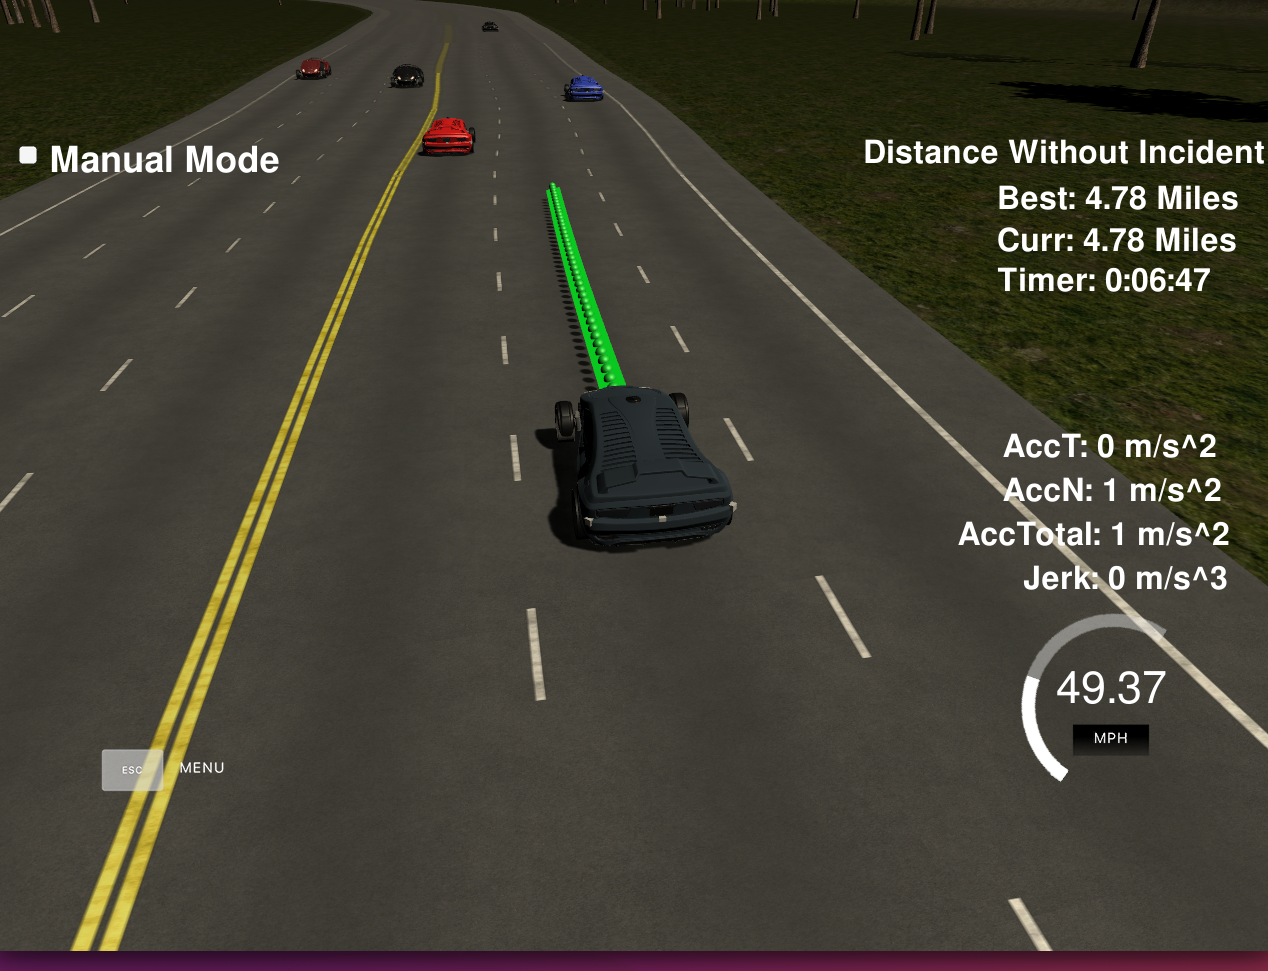 Manual Mode
Distance Without Incident
Best: 4.78 Miles
Curr: 4.78 Miles
Timer: 0:06:47
AccT: 0 m/s^2
AccN: 1 m/s^2
AccTotal: 1 m/s^2
Jerk: 0 m/s^3
49.37
MPH
ESC MENU